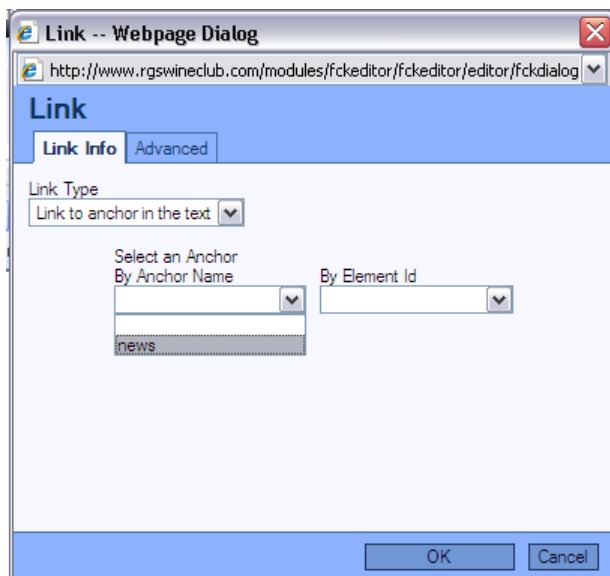 Link -- Webpage Dialog
http://www.rgswineclub.com/modules/fckeditor/fckeditor/editor/fckdialog
Link
Link Info Advanced
Link Type
Link to anchor in the text
Select an Anchor
By Anchor Name By Element Id
news
OK Cancel